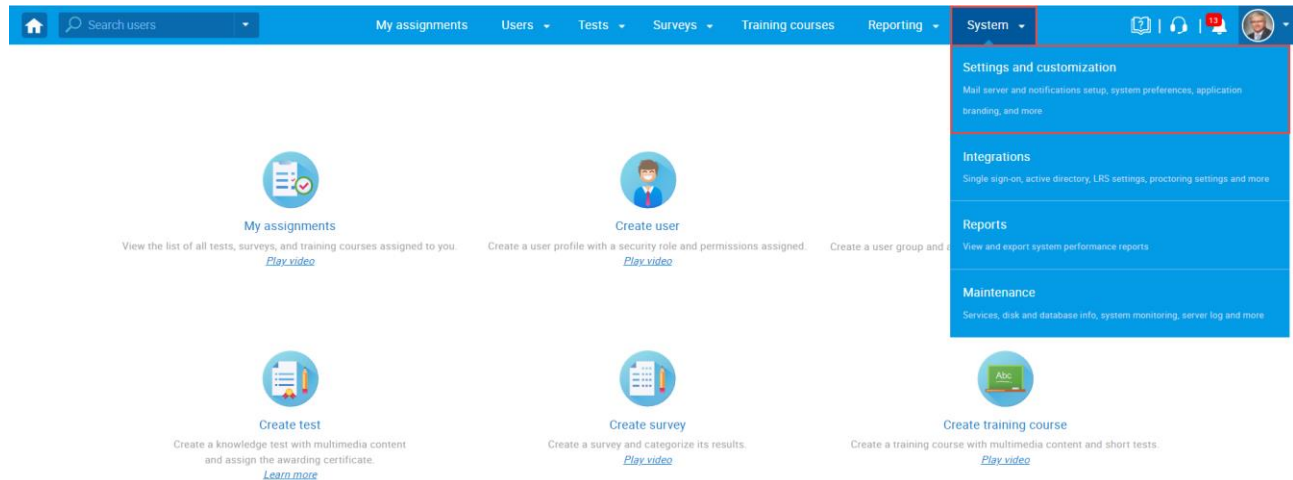 Search users
My assignments
Users
Tests
Surveys
Training courses
Reporting
System
13
Settings and customization
Mail server and notifications setup, system preferences, application
branding, and more
Integrations
Single sign-on, active directory, LRS settings, proctoring settings and more
Reports
View and export system performance reports
Maintenance
Services, disk and database info, system monitoring, server log and more
My assignments
View the list of all tests, surveys, and training courses assigned to you.
Play video
Create user
Create a user profile with a security role and permissions assigned.
Play video
Create a user group and
Create test
Create a knowledge test with multimedia content
and assign the awarding certificate.
Learn more
Create survey
Create a survey and categorize its results.
Play video
Abc
Create training course
Create a training course with multimedia content and short tests.
Play video